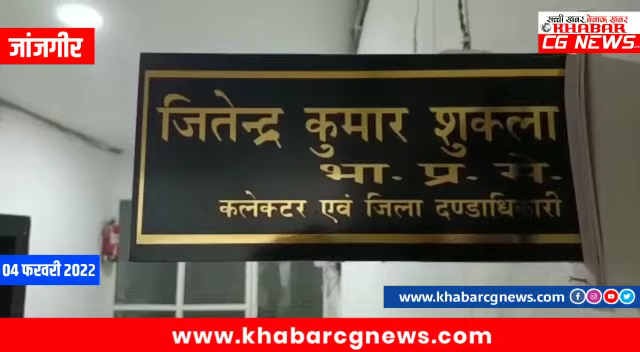 जांजगीर
सच्ची खबर, बेबाक खबर
KHABAR
CG NEWS
जितेन्द्र कुमार शुक्ला
भा. प्र. से.
कलेक्टर एवं जिला दण्डाधिकारी
04 फरवरी 2022
www.khabarcgnews.com
www.khabarcgnews.com